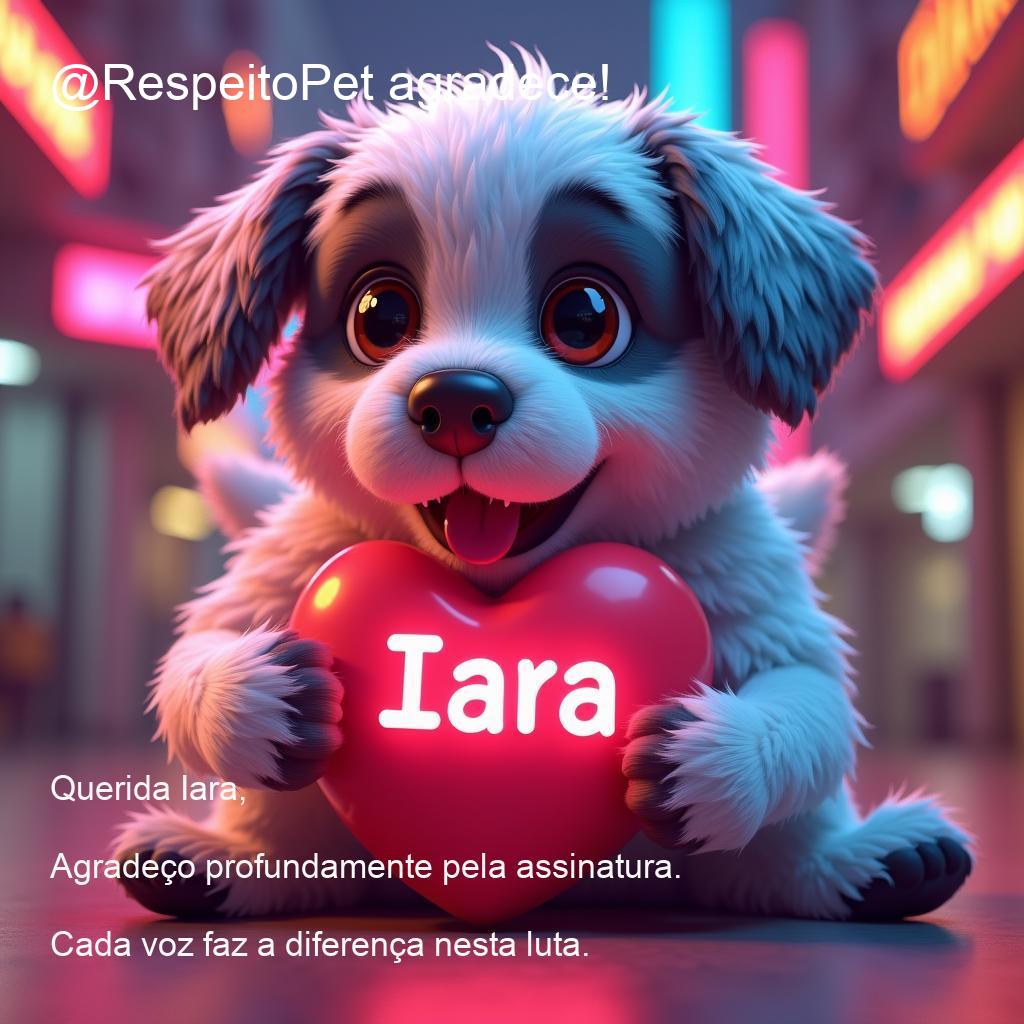 @RespeitoPet agradece!
Iara
Querida Iara,
Agradeço profundamente pela assinatura.
Cada voz faz a diferença nesta luta.